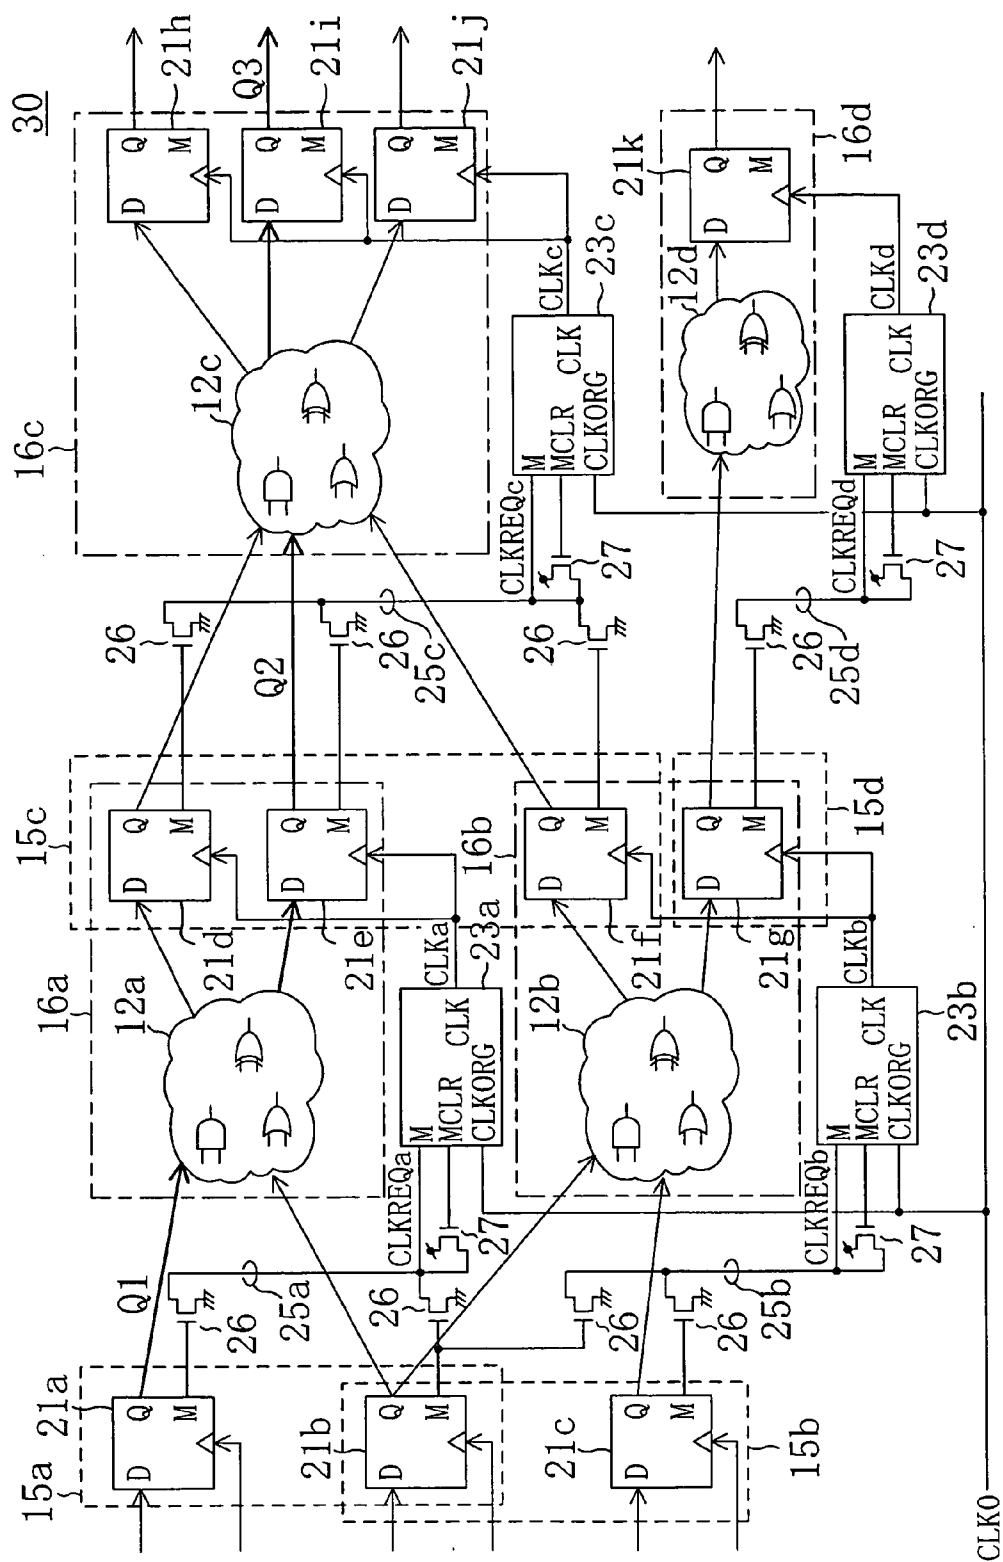 30
15a
21a
D
Q
M
Q1
26
25a
21b
D
Q
M
26
CLKREQa
27
21c
D
Q
M
15b
26
26
25b
CLKREQb
27
16a
12a
M
MCLR
CLK
CLKORG
CLKa
23a
12b
16b
M
MCLR
CLK
CLKORG
CLKb
23b
15c
D
Q
M
21d
D
Q
M
21e
D
Q
M
21f
D
Q
M
21g
15d
26
Q2
26
25c
26
CLKREQc
27
26
25d
CLKREQd
27
16c
12c
M
MCLR
CLK
CLKORG
CLKc
23c
12d
M
MCLR
CLK
CLKORG
CLKd
23d
D
Q
M
21h
D
Q
M
Q3
21i
D
Q
M
21j
21k
D
Q
M
16d
CLKO